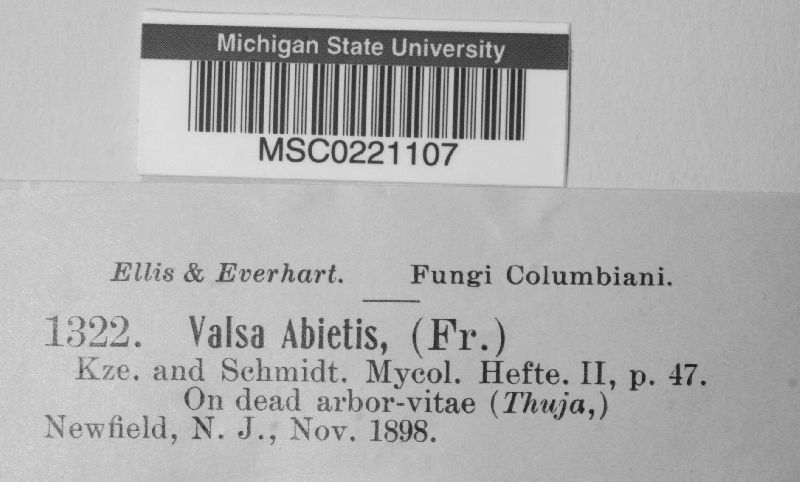 Michigan State University
MSC0221107
Ellis & Everhart. Fungi Columbiani.
1322. Valsa Abietis, (Fr.)
Kze. and Schmidt. Mycol. Hefte. II, p. 47.
On dead arbor-vitae (Thuja,)
Newfield, N. J., Nov. 1898.